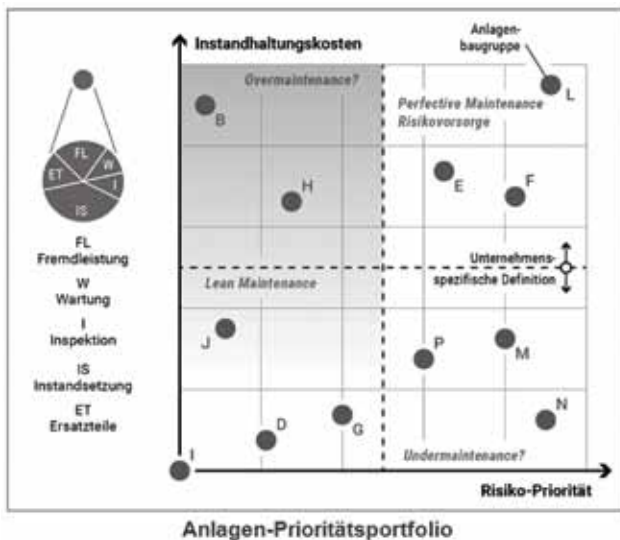 Instandhaltungskosten
Anlagen-
baugruppe
Overmaintenance?
L
B
Perfective Maintenance
Risikovorsorge
FL
W
ET
I
IS
H
E
F
FL
Fremdleistung
W
Wartung
I
Inspektion
IS
Instandsetzung
ET
Ersatzteile
Unternehmens-
spezifische Definition
Lean Maintenance
J
P
M
D
G
N
I
Undermaintenance?
Risiko-Priorität
Anlagen-Prioritätsportfolio